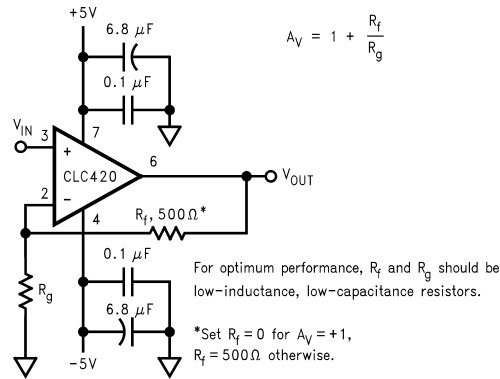 +5V
6.8 μF
A_V = 1 + R_f / R_g
0.1 μF
V_IN
3
7
+
CLC420
6
V_OUT
2
−
4
R_f, 500Ω*
0.1 μF
R_g
6.8 μF
−5V
For optimum performance, R_f and R_g should be
low-inductance, low-capacitance resistors.
*Set R_f = 0 for A_V = +1,
R_f = 500Ω otherwise.